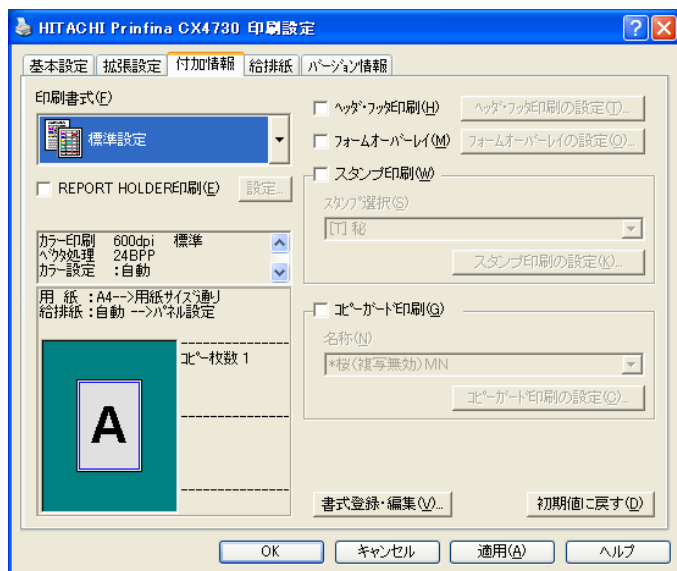 HITACHI Prinfina CX4730 印刷設定
基本設定 拡張設定 付加情報 給排紙 バージョン情報
印刷書式(F)
標準設定
REPORT HOLDER印刷(E) 設定...
カラー印刷 600dpi 標準
ベクタ処理 24BPP
カラー設定 :自動
用 紙 :A4-->用紙サイズ通り
給排紙:自動 -->パネル設定
A
コピー枚数 1
ヘッダ・フッタ印刷(H) ヘッダ・フッタ印刷の設定(T)...
フォームオーバーレイ(M) フォームオーバーレイの設定(O)...
スタンプ印刷(W)
スタンプ選択(S)
[T] 秘
スタンプ印刷の設定(K)...
コピーガード印刷(G)
名称(N)
*桜(複写無効)MN
コピーガード印刷の設定(C)...
書式登録・編集(V)... 初期値に戻す(D)
OK キャンセル 適用(A) ヘルプ